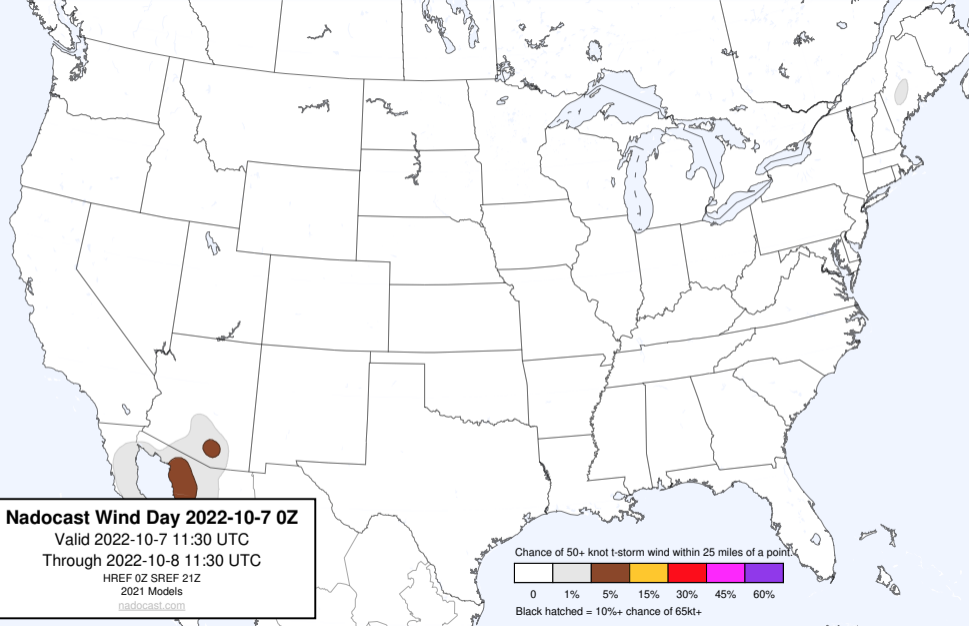 Nadocast Wind Day 2022-10-7 0Z
Valid 2022-10-7 11:30 UTC
Through 2022-10-8 11:30 UTC
HREF 0Z SREF 21Z
2021 Models
nadocast.com
Chance of 50+ knot t-storm wind within 25 miles of a point.
0 1% 5% 15% 30% 45% 60%
Black hatched = 10%+ chance of 65kt+